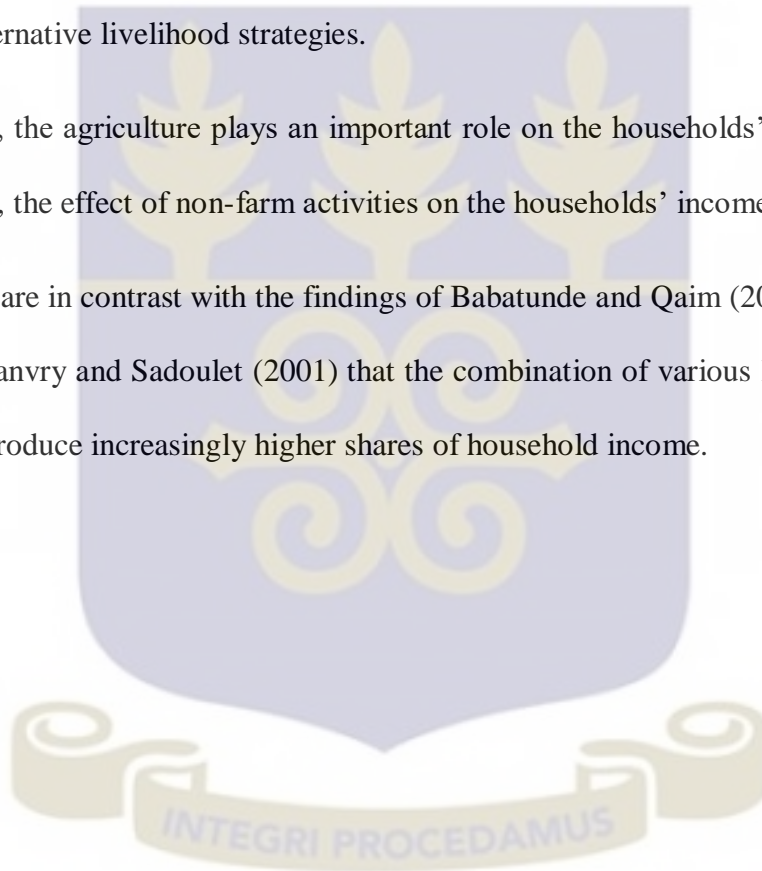 ernative livelihood strategies.
, the agriculture plays an important role on the households’
, the effect of non-farm activities on the households’ income
are in contrast with the findings of Babatunde and Qaim (20
anvry and Sadoulet (2001) that the combination of various
roduce increasingly higher shares of household income.
INTEGRI PROCEDAMUS